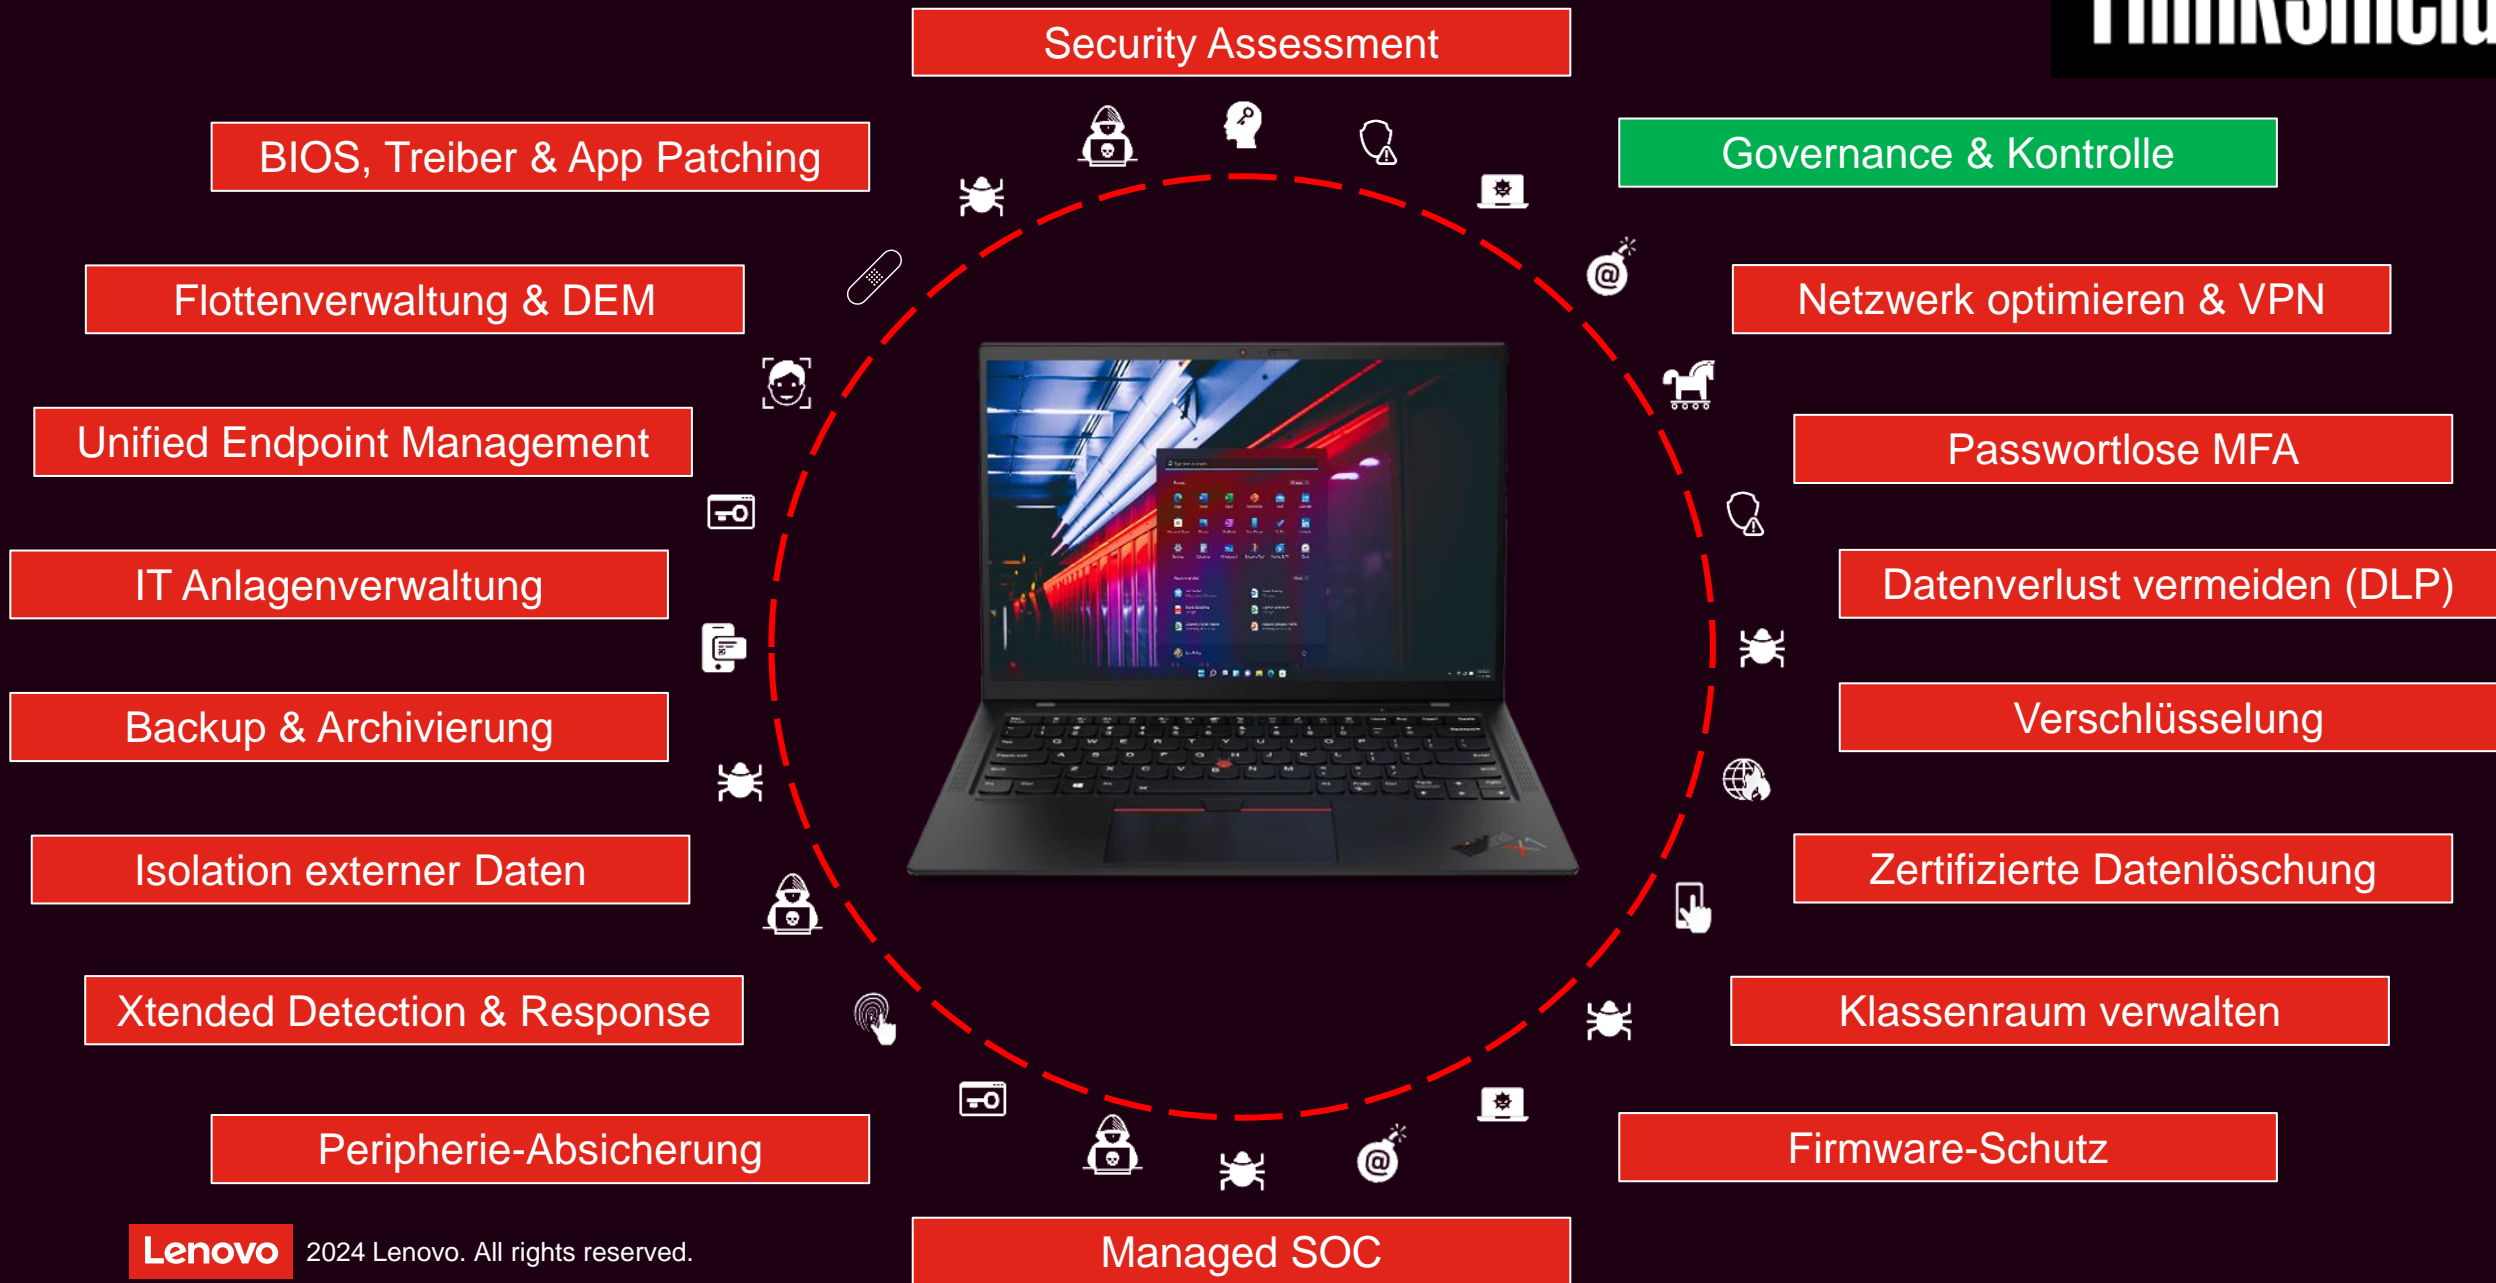 Security Assessment
ThinkShield
BIOS, Treiber & App Patching
Governance & Kontrolle
Flottenverwaltung & DEM
Netzwerk optimieren & VPN
Unified Endpoint Management
Passwortlose MFA
IT Anlagenverwaltung
Datenverlust vermeiden (DLP)
Backup & Archivierung
Verschlüsselung
Isolation externer Daten
Zertifizierte Datenlöschung
Xtended Detection & Response
Klassenraum verwalten
Peripherie-Absicherung
Firmware-Schutz
Managed SOC
Lenovo 2024 Lenovo. All rights reserved.